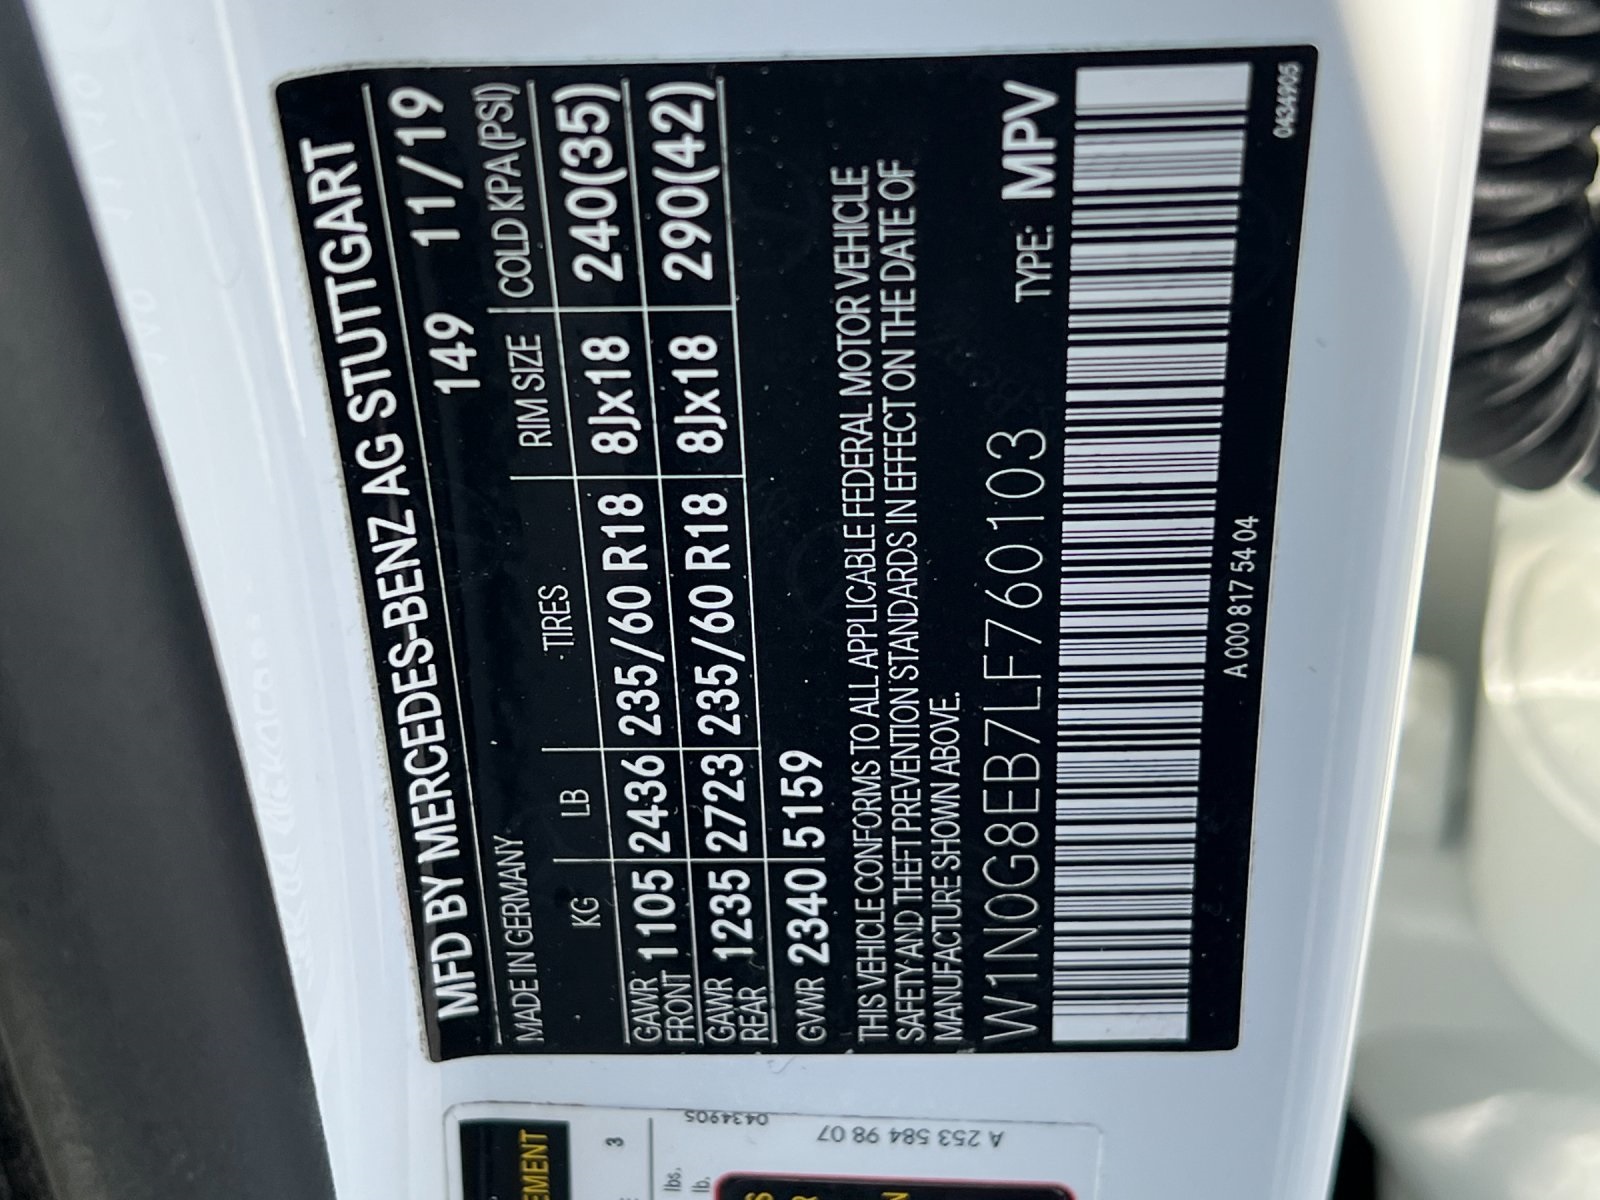 MFD BY MERCEDES-BENZ AG STUTTGART
MADE IN GERMANY 149 11/19
KG LB TIRES RIM SIZE COLD KPA (PSI)
GAWR FRONT 1105 2436 235/60 R18 8Jx18 240(35)
GAWR REAR 1235 2723 235/60 R18 8Jx18 290(42)
GVWR 2340 5159
THIS VEHICLE CONFORMS TO ALL APPLICABLE FEDERAL MOTOR VEHICLE
SAFETY AND THEFT PREVENTION STANDARDS IN EFFECT ON THE DATE OF
MANUFACTURE SHOWN ABOVE.
W1N0G8EB7LF760103 TYPE: MPV
A 000 817 54 04 0434905
3
lbs.
lb.
0434905
A 253 584 98 07